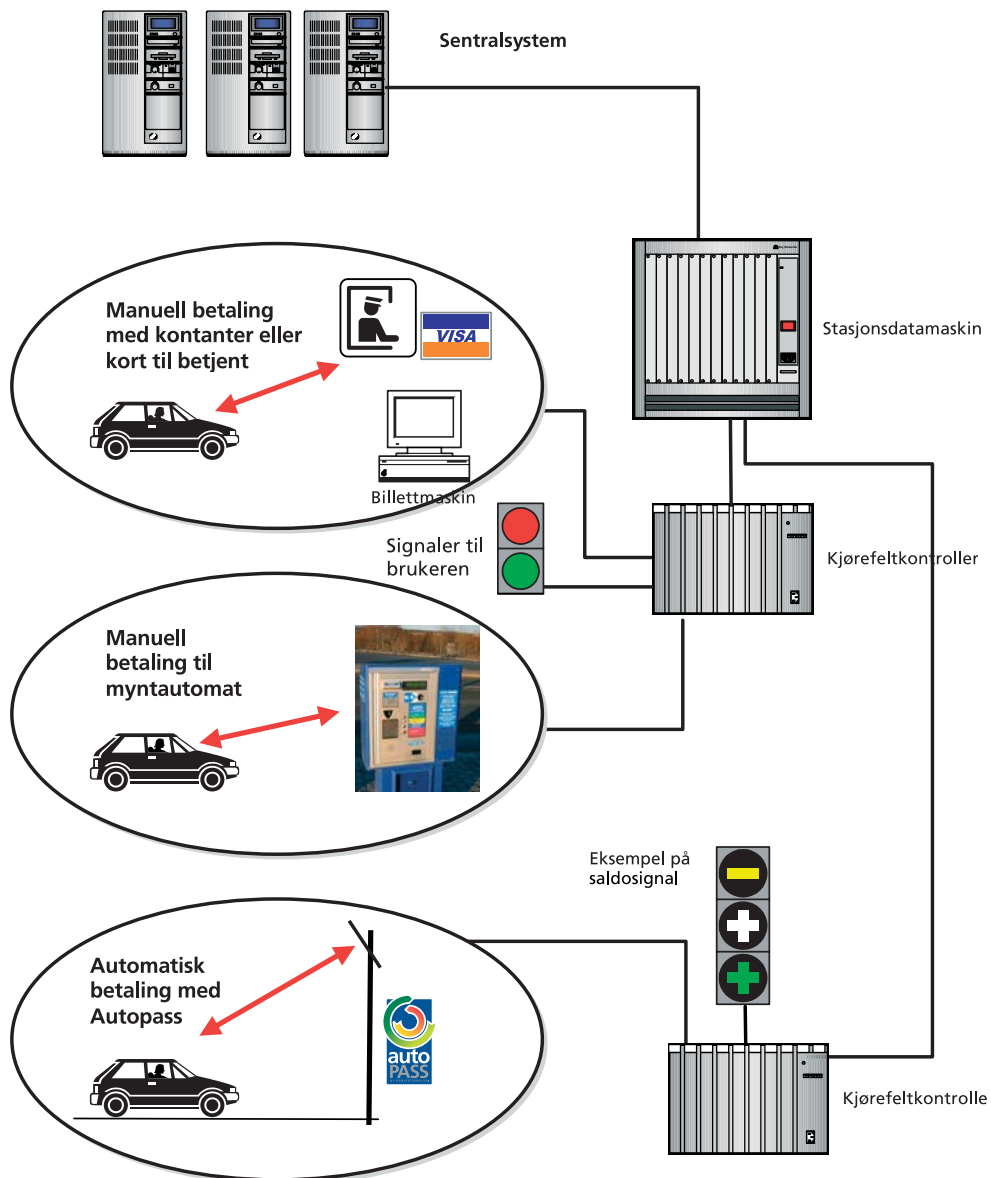 Sentralsystem
Manuell betaling
med kontanter eller
kort til betjent
VISA
Stasjonsdatamaskin
Billettmaskin
Signaler til
brukeren
Kjørefeltkontroller
Manuell
betaling til
myntautomat
Eksempel på
saldosignal
Automatisk
betaling med
Autopass
auto
PASS
Kjørefeltkontrolle